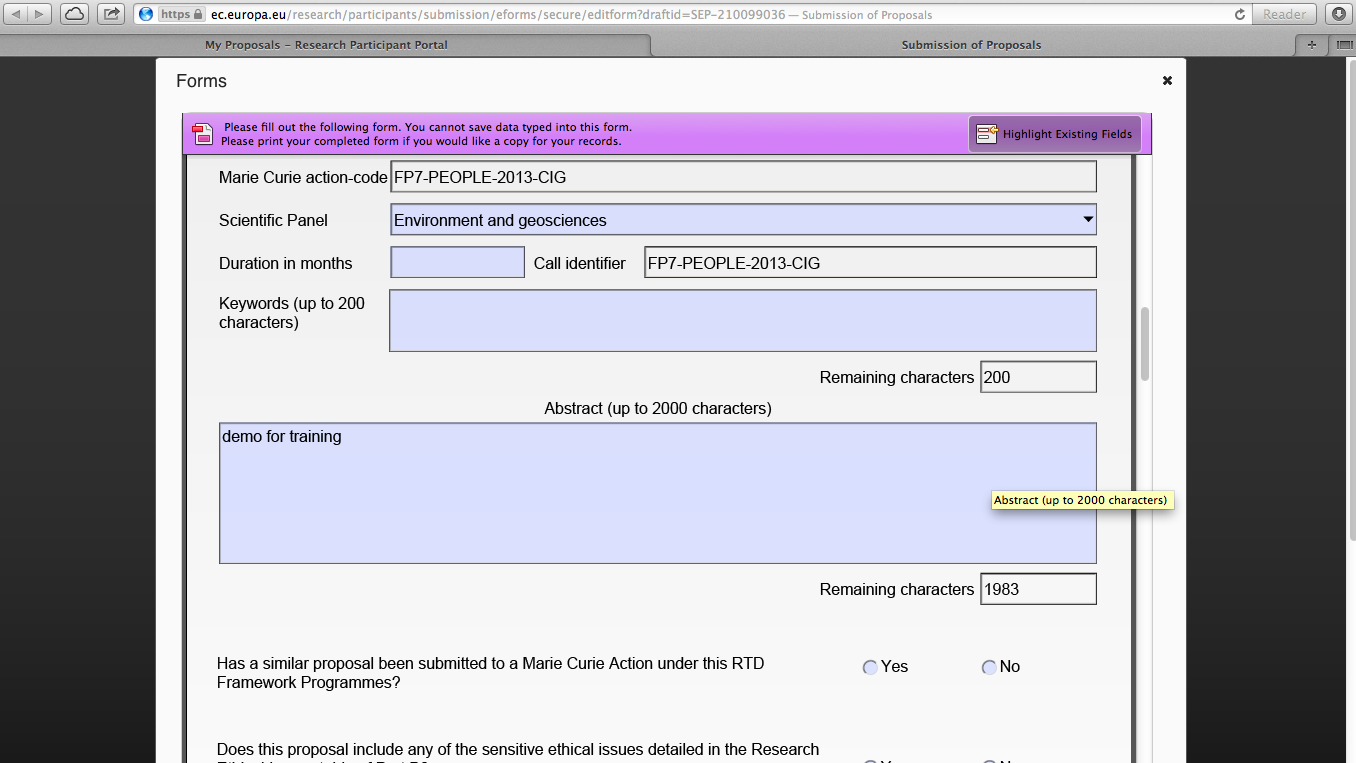 https ec.europa.eu/research/participants/submission/eforms/secure/editform?draftid=SEP-210099036 — Submission of Proposals
Reader
My Proposals – Research Participant Portal
Submission of Proposals
Forms
Please fill out the following form. You cannot save data typed into this form.
Please print your completed form if you would like a copy for your records.
Highlight Existing Fields
Marie Curie action-code FP7-PEOPLE-2013-CIG
Scientific Panel Environment and geosciences
Duration in months Call identifier FP7-PEOPLE-2013-CIG
Keywords (up to 200
characters)
Remaining characters 200
Abstract (up to 2000 characters)
demo for training
Abstract (up to 2000 characters)
Remaining characters 1983
Has a similar proposal been submitted to a Marie Curie Action under this RTD
Framework Programmes?
Yes No
Does this proposal include any of the sensitive ethical issues detailed in the Research